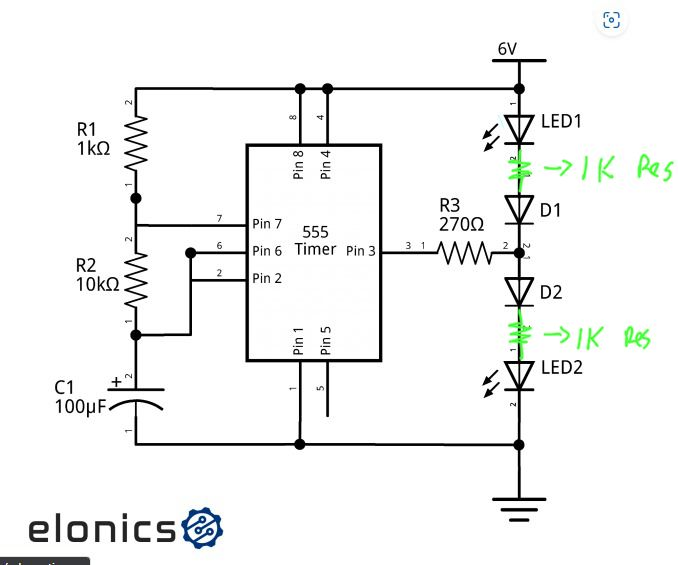 6V
2
R1
1kΩ
1
8
4
Pin 8
Pin 4
1
LED1
2
→ 1K Res
D1
7
Pin 7
555
Timer
R3
270Ω
2
6
Pin 6
Pin 3
3
1
2
2
1
R2
10kΩ
2
Pin 2
D2
1
→ 1K Res
1
Pin 1
Pin 5
LED2
C1
100µF
+
2
1
5
2
1
elonics